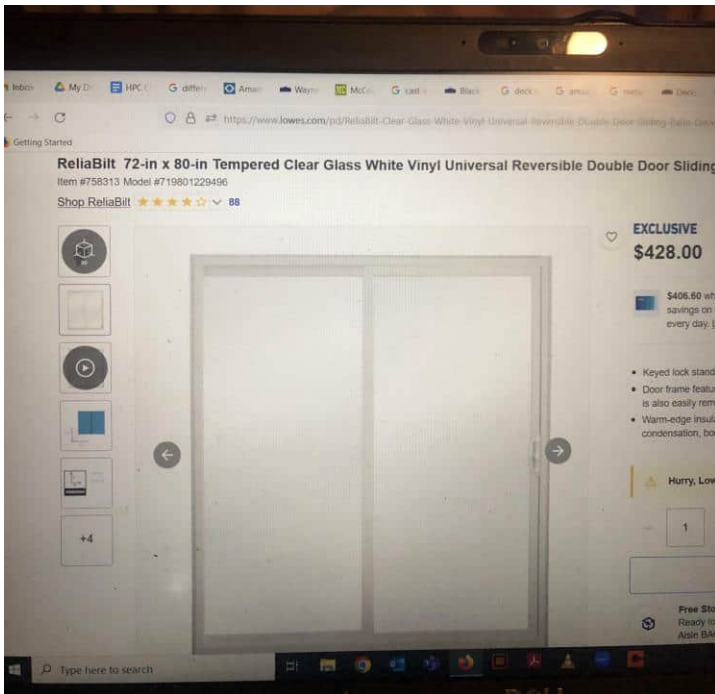 Inbox
My D
HPC
differ
Amaz
Wayn
McCo
cast
Black
deck
amaz
metal
Deck
https://www.lowes.com/pd/ReliaBilt-Clear-Glass-White-Vinyl-Universal-Reversible-Double-Door-Sliding-Patio-Door
Getting Started
ReliaBilt 72-in x 80-in Tempered Clear Glass White Vinyl Universal Reversible Double Door Sliding
Item #758313 Model #719801229496
Shop ReliaBilt
88
EXCLUSIVE
$428.00
$406.60 wh
savings on
every day. L
Keyed lock stand
Door frame featu
is also easily rem
Warm-edge insul
condensation, bo
Hurry, Low
1
+4
Free Sto
Ready to
Aisle BA
Type here to search